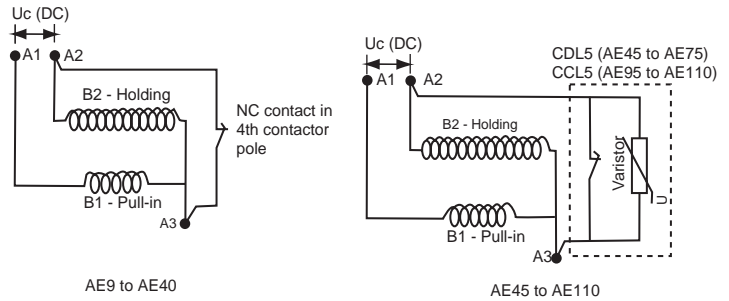 Uc (DC)
A1
A2
B2 - Holding
NC contact in
4th contactor
pole
B1 - Pull-in
A3
AE9 to AE40
Uc (DC)
A1
A2
CDL5 (AE45 to AE75)
CCL5 (AE95 to AE110)
B2 - Holding
Varistor
U
B1 - Pull-in
A3
AE45 to AE110